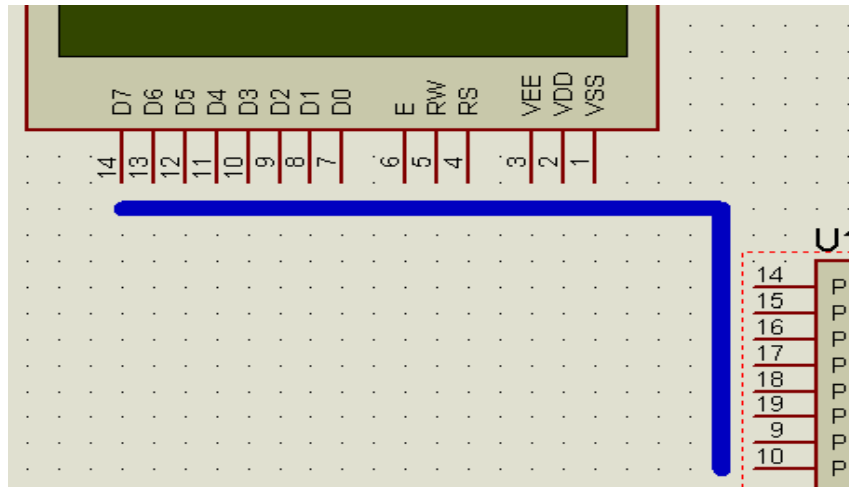 D7 D6 D5 D4 D3 D2 D1 D0 E RW RS VEE VDD VSS
14 13 12 11 10 9 8 7 6 5 4 3 2 1
14 P
15 P
16 P
17 P
18 P
19 P
9 P
10 P